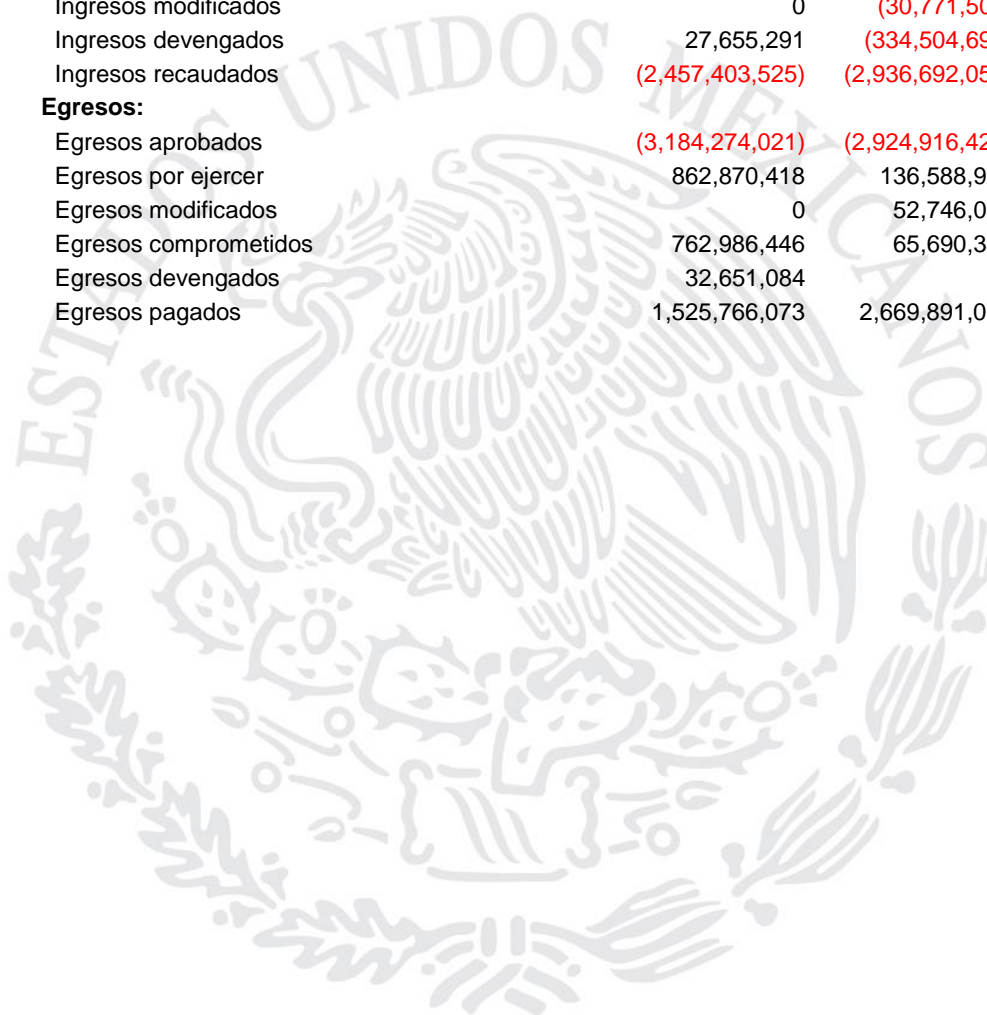 Ingresos modificados 0 (30,771,50
Ingresos devengados 27,655,291 (334,504,69
Ingresos recaudados (2,457,403,525) (2,936,692,05
Egresos:
Egresos aprobados (3,184,274,021) (2,924,916,42
Egresos por ejercer 862,870,418 136,588,9
Egresos modificados 0 52,746,0
Egresos comprometidos 762,986,446 65,690,3
Egresos devengados 32,651,084
Egresos pagados 1,525,766,073 2,669,891,0
ESTADOS UNIDOS MEXICANOS